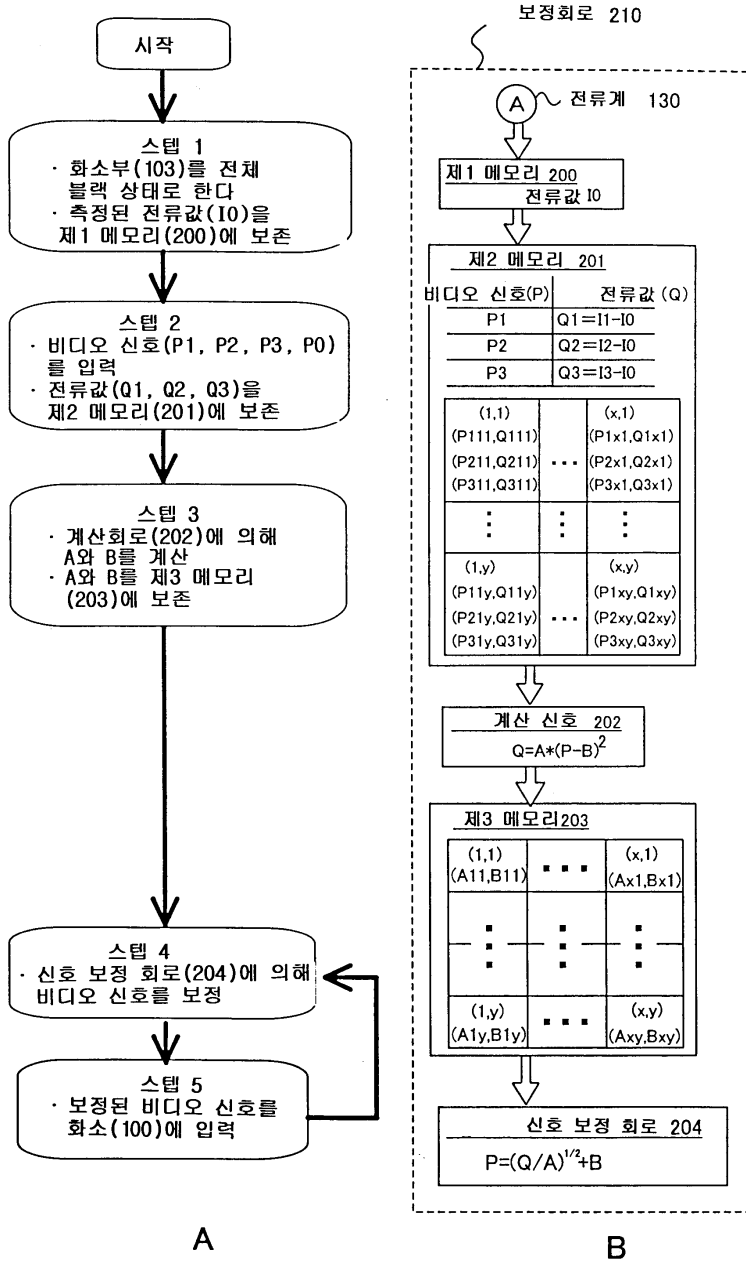 시작
스텝 1
· 화소부(103)를 전체
블랙 상태로 한다
· 측정된 전류값(I0)을
제1 메모리(200)에 보존
스텝 2
· 비디오 신호(P1, P2, P3, P0)
를 입력
· 전류값(Q1, Q2, Q3)을
제2 메모리(201)에 보존
스텝 3
· 계산회로(202)에 의해
A와 B를 계산
· A와 B를 제3 메모리
(203)에 보존
스텝 4
· 신호 보정 회로(204)에 의해
비디오 신호를 보정
스텝 5
· 보정된 비디오 신호를
화소(100)에 입력
A
보정회로 210
A 전류계 130
제1 메모리 200
전류값 I0
제2 메모리 201
비디오 신호(P) 전류값(Q)
P1 Q1=I1-I0
P2 Q2=I2-I0
P3 Q3=I3-I0
(1,1) (x,1)
(P111,Q111) (P1x1,Q1x1)
(P211,Q211) ··· (P2x1,Q2x1)
(P311,Q311) (P3x1,Q3x1)
(1,y) (x,y)
(P11y,Q11y) (P1xy,Q1xy)
(P21y,Q21y) ··· (P2xy,Q2xy)
(P31y,Q31y) (P3xy,Q3xy)
계산 신호 202
Q=A*(P-B)²
제3 메모리203
(1,1) ··· (x,1)
(A11,B11) (Ax1,Bx1)
(1,y) ··· (x,y)
(A1y,B1y) (Axy,Bxy)
신호 보정 회로 204
P=(Q/A)^1/2+B
B